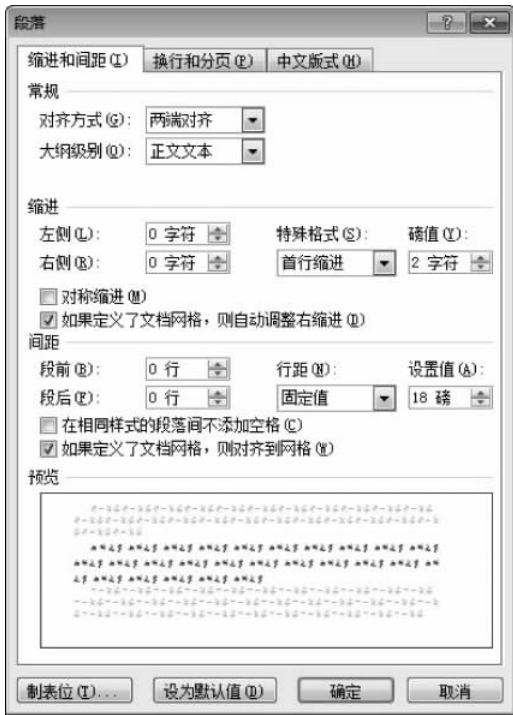 段落
缩进和间距(I) 换行和分页(P) 中文版式(H)
常规
对齐方式(G): 两端对齐
大纲级别(O): 正文文本
缩进
左侧(L): 0 字符 特殊格式(S): 磅值(Y):
右侧(R): 0 字符 首行缩进 2 字符
对称缩进(M)
如果定义了文档网格，则自动调整右缩进(D)
间距
段前(B): 0 行 行距(N): 设置值(A):
段后(F): 0 行 固定值 18 磅
在相同样式的段落间不添加空格(C)
如果定义了文档网格，则对齐到网格(W)
预览
制表位(T)... 设为默认值(D) 确定 取消